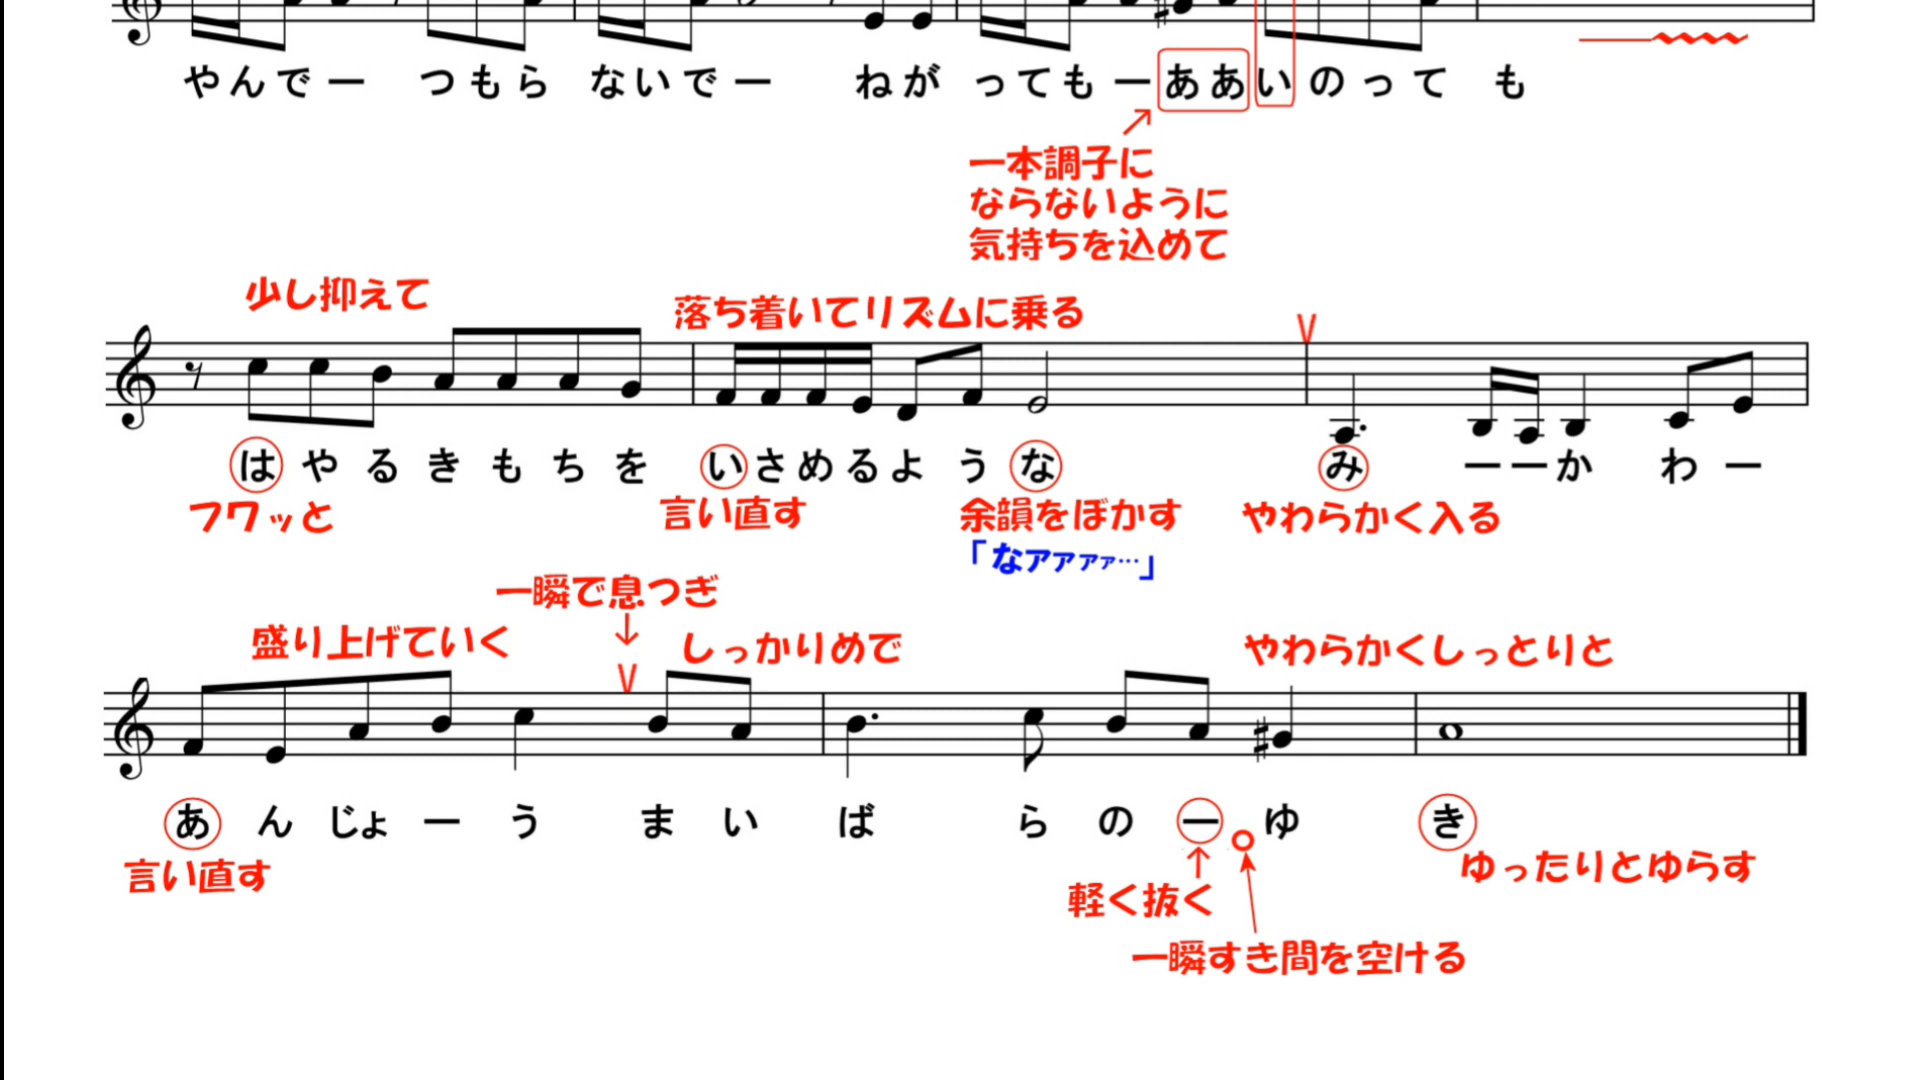 やんでー つもら ないでー ねが っても ーああいのって も
一本調子に
ならないように
気持ちを込めて
少し抑えて
落ち着いてリズムに乗る
V
はやるきもちを いさめるような みーーか わー
フワッと
言い直す
余韻をぼかす
やわらかく入る
「なァァァァ…」
一瞬で息つぎ
盛り上げていく
V
しっかりめで
やわらかくしっとりと
あんじょーう まい ば らのーゆ き
言い直す
ゆったりとゆらす
軽く抜く
一瞬すき間を空ける